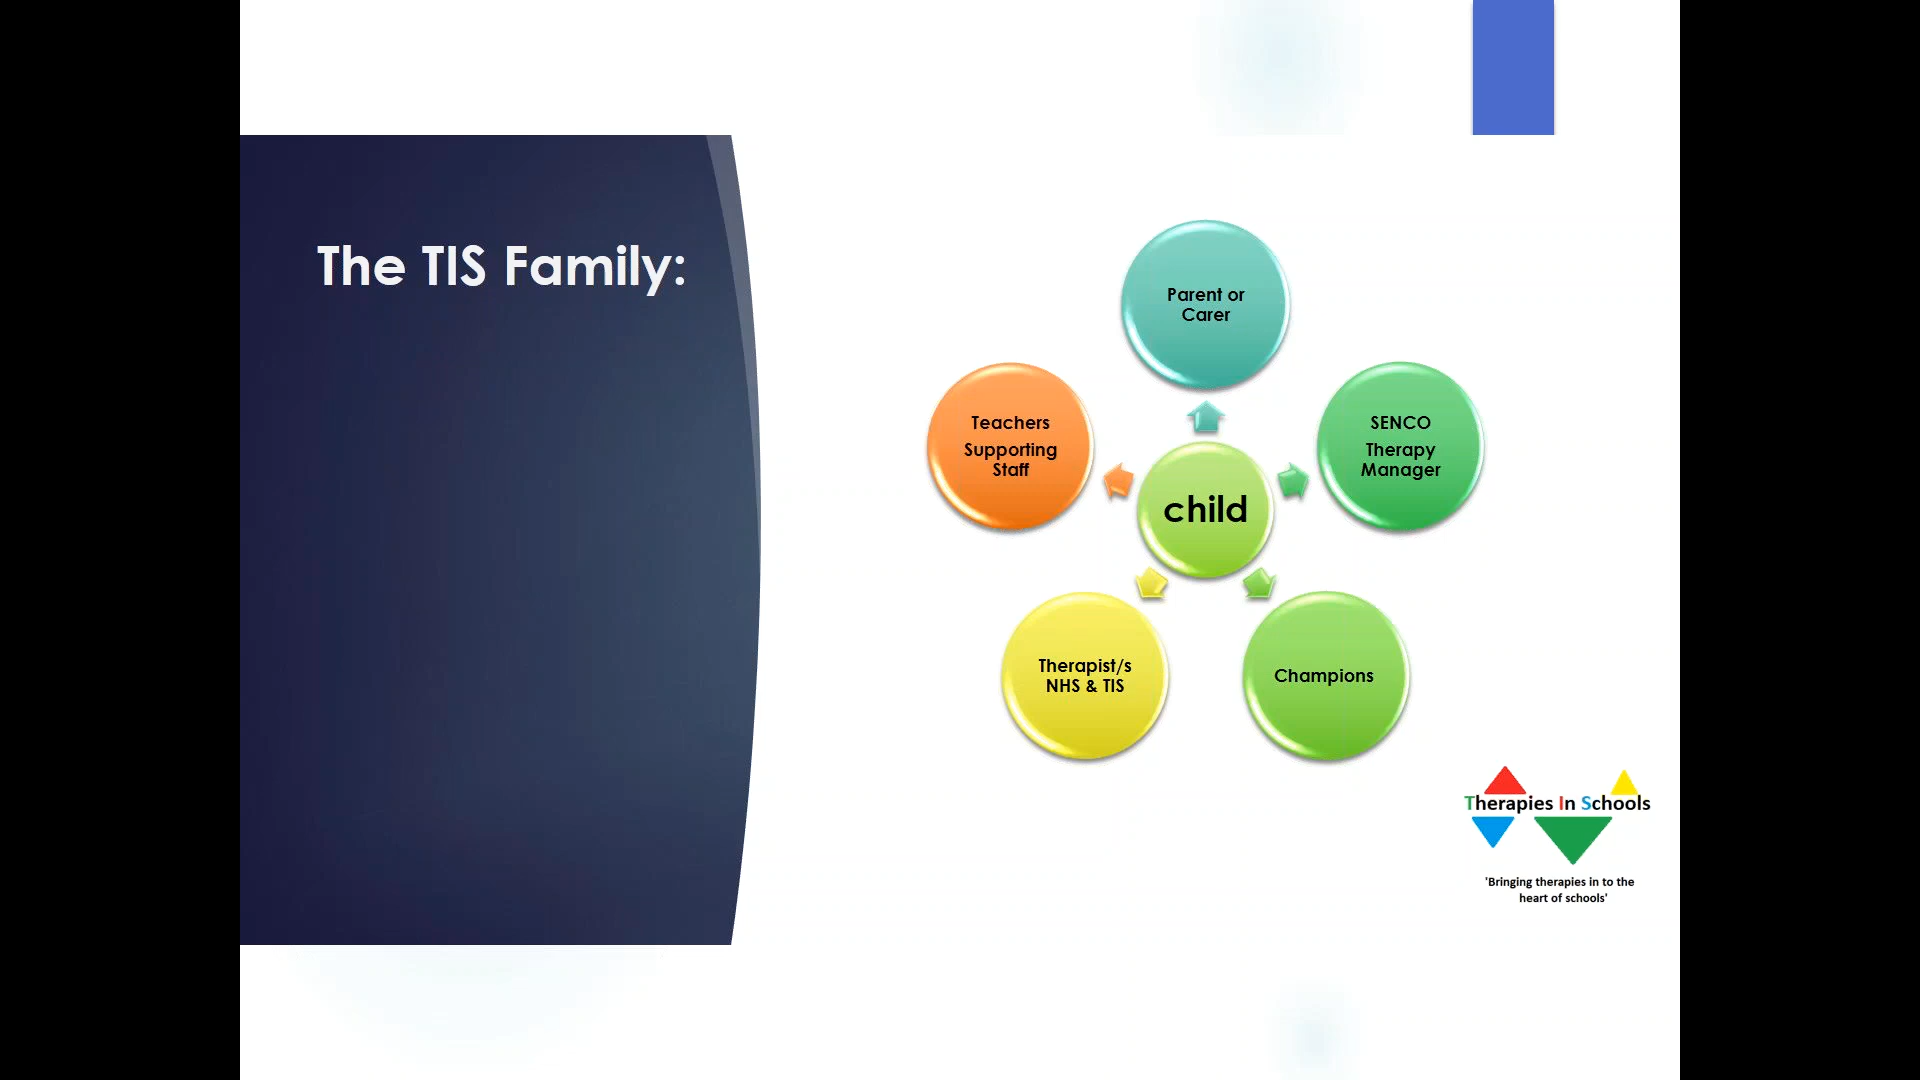 The TIS Family:
Parent or
Carer
Teachers
Supporting
Staff
SENCO
Therapy
Manager
child
Therapist/s
NHS & TIS
Champions
Therapies In Schools
'Bringing therapies in to the
heart of schools'